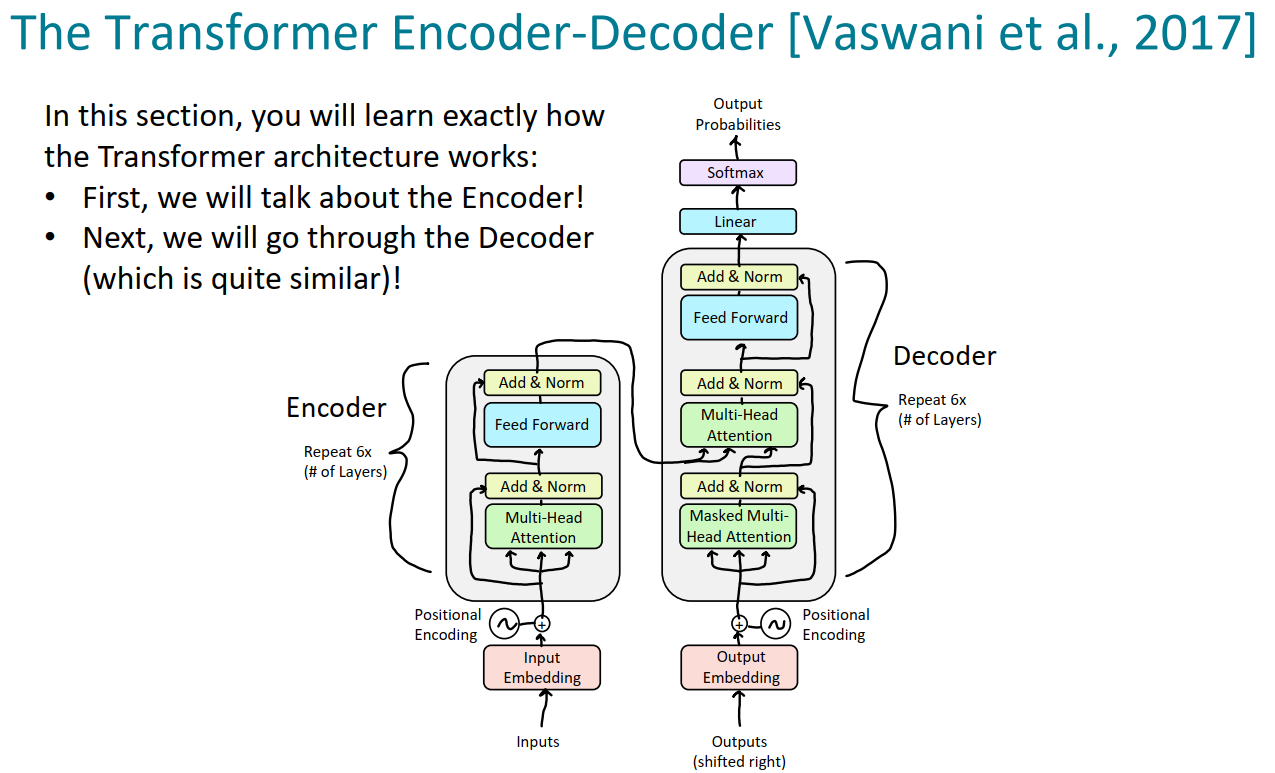 The Transformer Encoder-Decoder [Vaswani et al., 2017]
In this section, you will learn exactly how
the Transformer architecture works:
• First, we will talk about the Encoder!
• Next, we will go through the Decoder
(which is quite similar)!
Output
Probabilities
Softmax
Linear
Add & Norm
Feed Forward
Add & Norm
Multi-Head
Attention
Add & Norm
Masked Multi-
Head Attention
Decoder
Repeat 6x
(# of Layers)
Encoder
Repeat 6x
(# of Layers)
Add & Norm
Feed Forward
Add & Norm
Multi-Head
Attention
Positional
Encoding
+
Input
Embedding
Inputs
+
Positional
Encoding
Output
Embedding
Outputs
(shifted right)